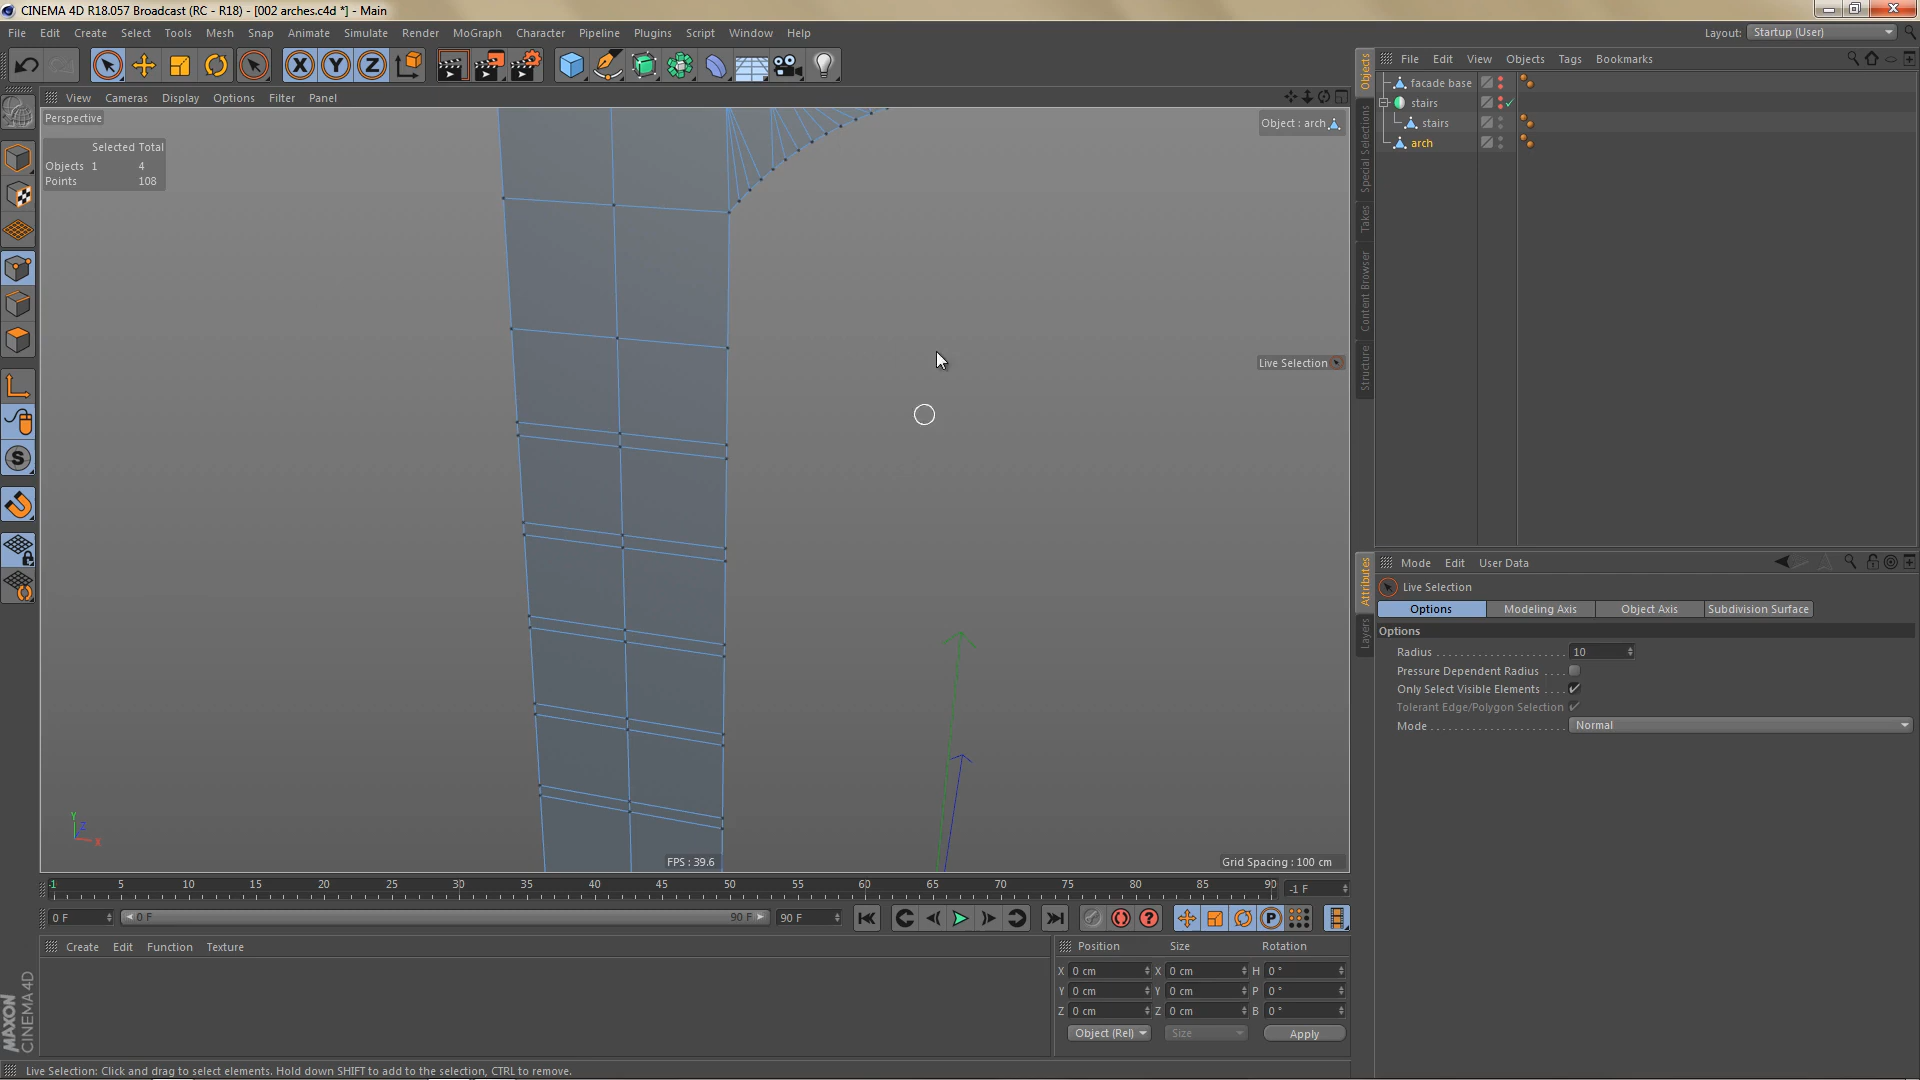 CINEMA 4D R18.057 Broadcast (RC - R18) - [002 arches.c4d *] - Main
File Edit Create Select Tools Mesh Snap Animate Simulate Render MoGraph Character Pipeline Plugins Script Window Help
Layout: Startup (User)
X Y Z
File Edit View Objects Tags Bookmarks
View Cameras Display Options Filter Panel
Perspective
Object : arch
Selected Total
Objects 1 4
Points 108
facade base
stairs
stairs
arch
Objects
Special Selections
Takes
Content Browser
Structure
Live Selection
S
Y
Z
X
FPS : 39.6
Grid Spacing : 100 cm
Attributes
Layers
Mode Edit User Data
Live Selection
Options Modeling Axis Object Axis Subdivision Surface
Options
Radius 10
Pressure Dependent Radius
Only Select Visible Elements
Tolerant Edge/Polygon Selection
Mode Normal
-1 5 10 15 20 25 30 35 40 45 50 55 60 65 70 75 80 85 90 -1 F
0 F 0 F 90 F 90 F
P
Create Edit Function Texture
Position Size Rotation
X 0 cm X 0 cm H 0 °
Y 0 cm Y 0 cm P 0 °
Z 0 cm Z 0 cm B 0 °
Object (Rel) Size Apply
MAXON
CINEMA 4D
Live Selection: Click and drag to select elements. Hold down SHIFT to add to the selection, CTRL to remove.